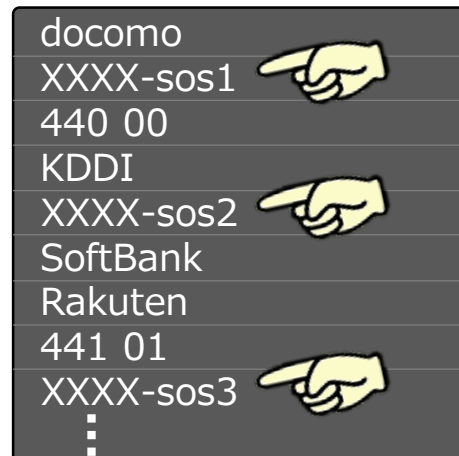 docomo
XXXX-sos1
440 00
KDDI
XXXX-sos2
SoftBank
Rakuten
441 01
XXXX-sos3
⋮